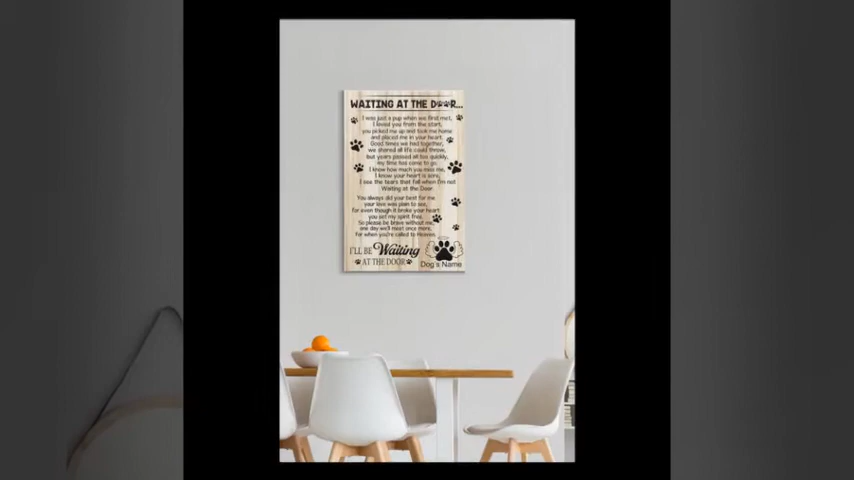 WAITING AT THE DOOR...
I was just a pup when we first met,
I loved you from the start,
you picked me up and took me home
and placed me in your heart.
Good times we had together,
we shared all life could throw,
but years passed all too quickly,
my time has come to go.
I know how much you miss me,
I know your heart is sore,
I see the tears that fall when I'm not
Waiting at the Door
You always did your best for me
your love was plain to see,
for even though it broke your heart
you set my spirit free.
So please be brave without me,
one day we'll meet once more,
For when you're called to Heaven,
I'LL BE Waiting
AT THE DOOR
Dog's Name